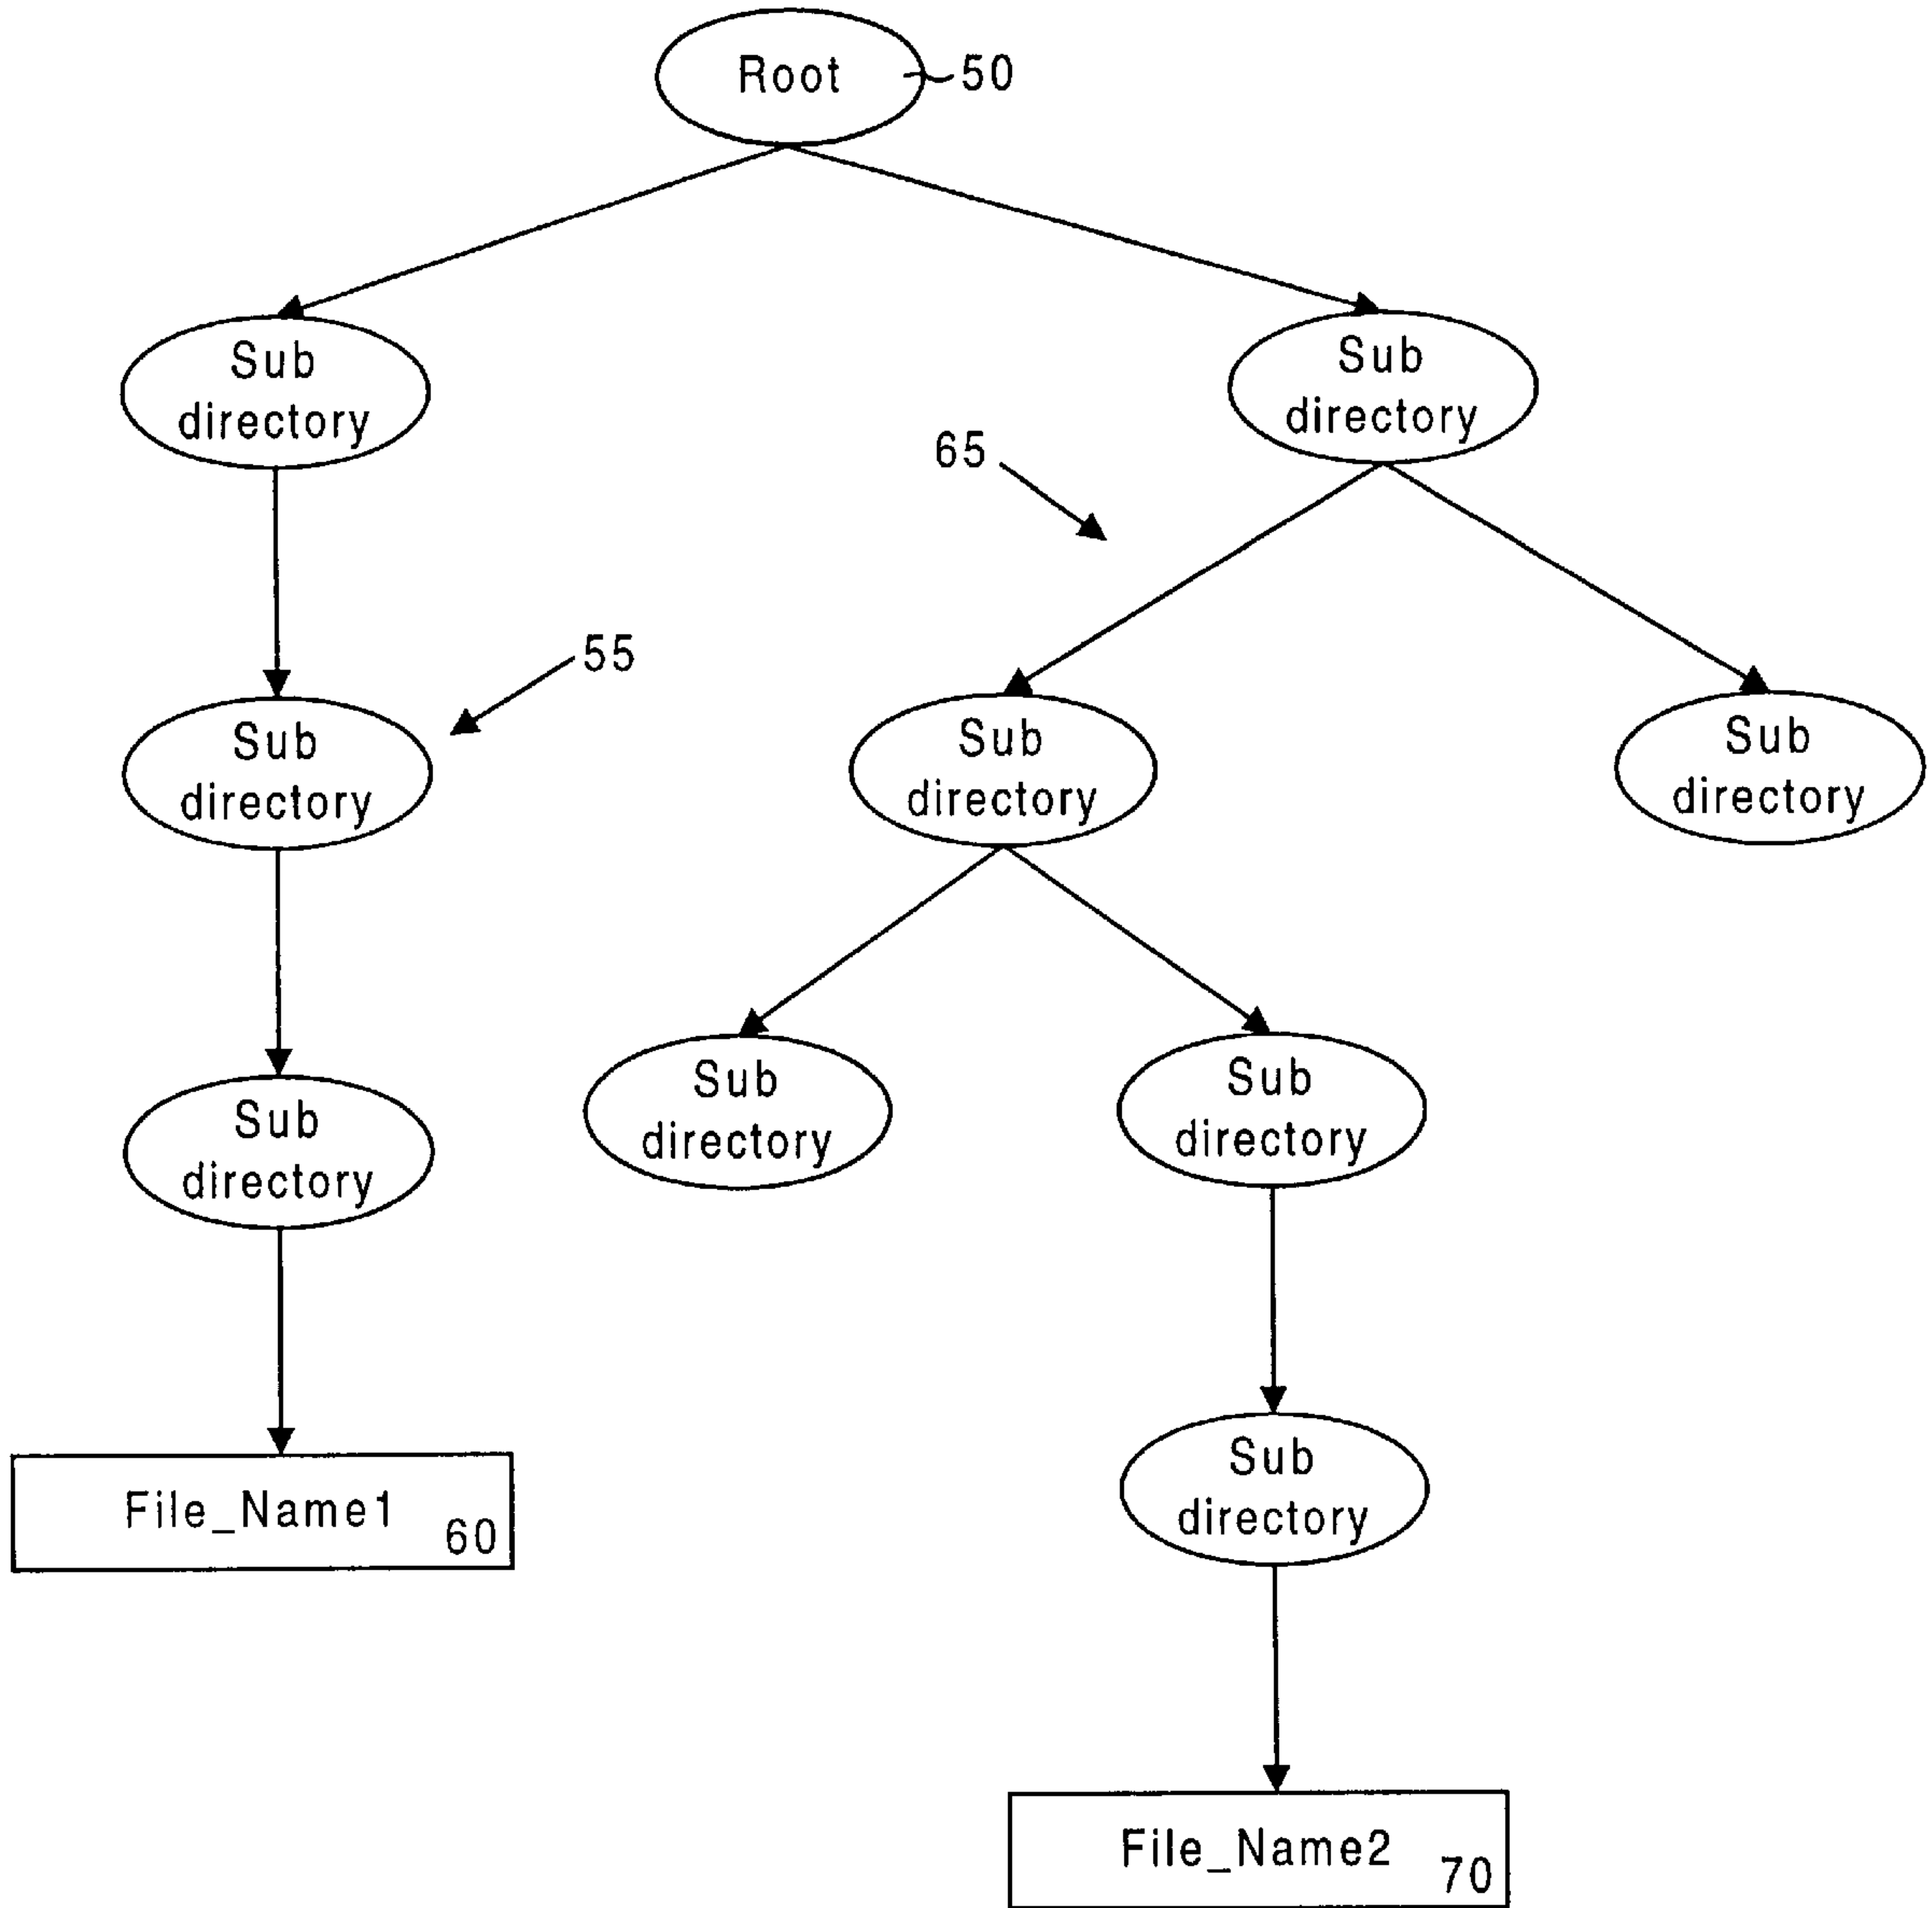 Root
50
Sub
directory
Sub
directory
65
55
Sub
directory
Sub
directory
Sub
directory
Sub
directory
Sub
directory
Sub
directory
Sub
directory
File_Name1
60
File_Name2
70